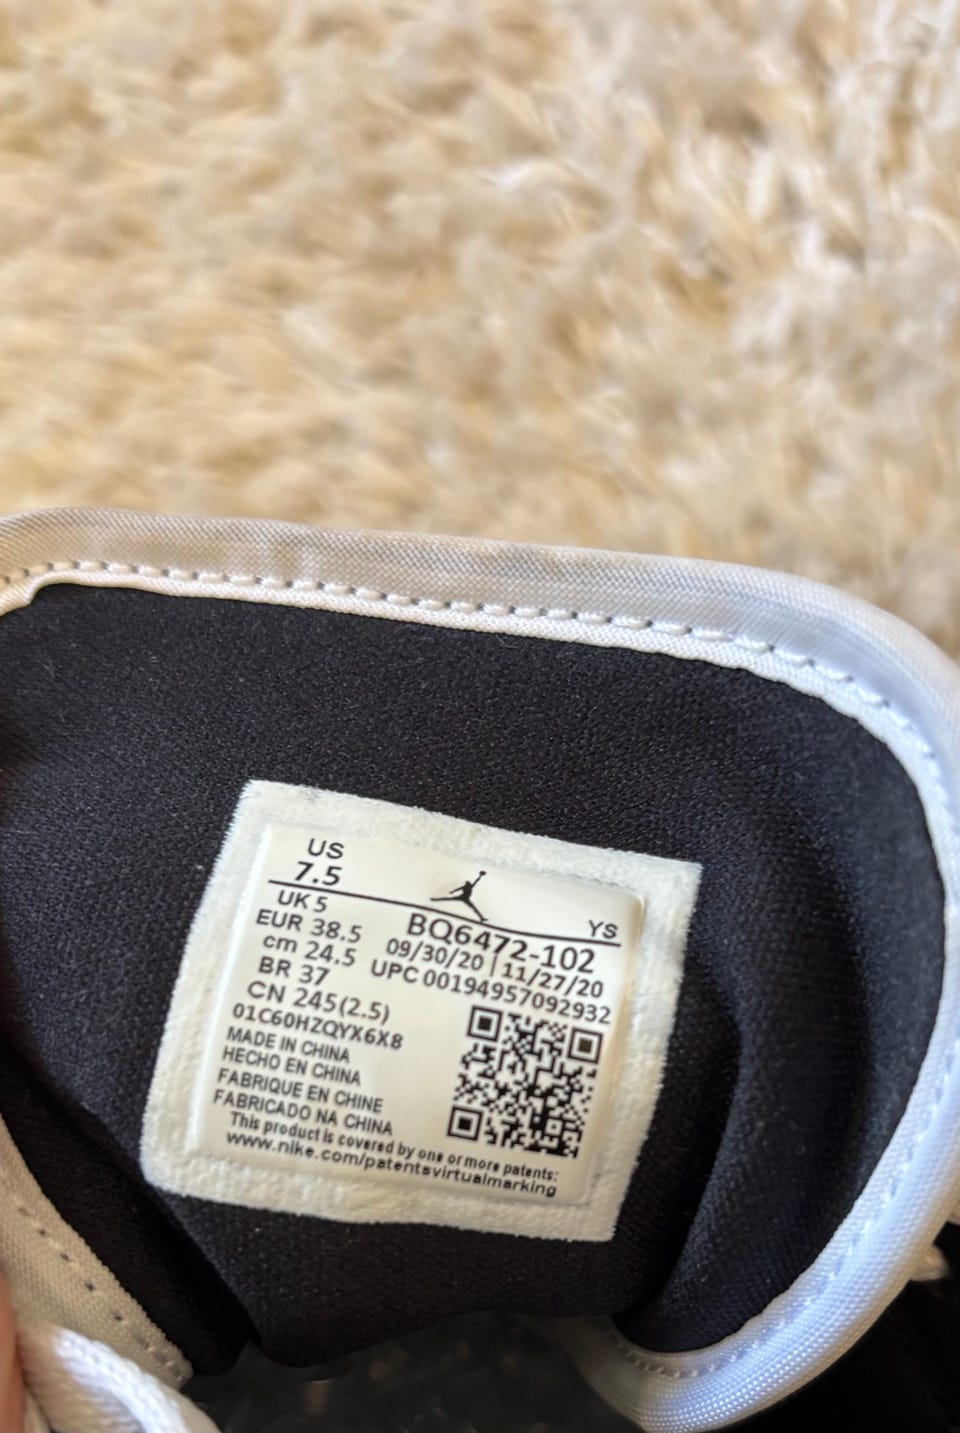 US
7.5
YS
UK 5
BQ6472-102
EUR 38.5
09/30/20 | 11/27/20
cm 24.5
UPC 00194957092932
BR 37
CN 245(2.5)
01C60HZQYX6X8
MADE IN CHINA
HECHO EN CHINA
FABRIQUE EN CHINE
FABRICADO NA CHINA
This product is covered by one or more patents:
www.nike.com/patentsvirtualmarking